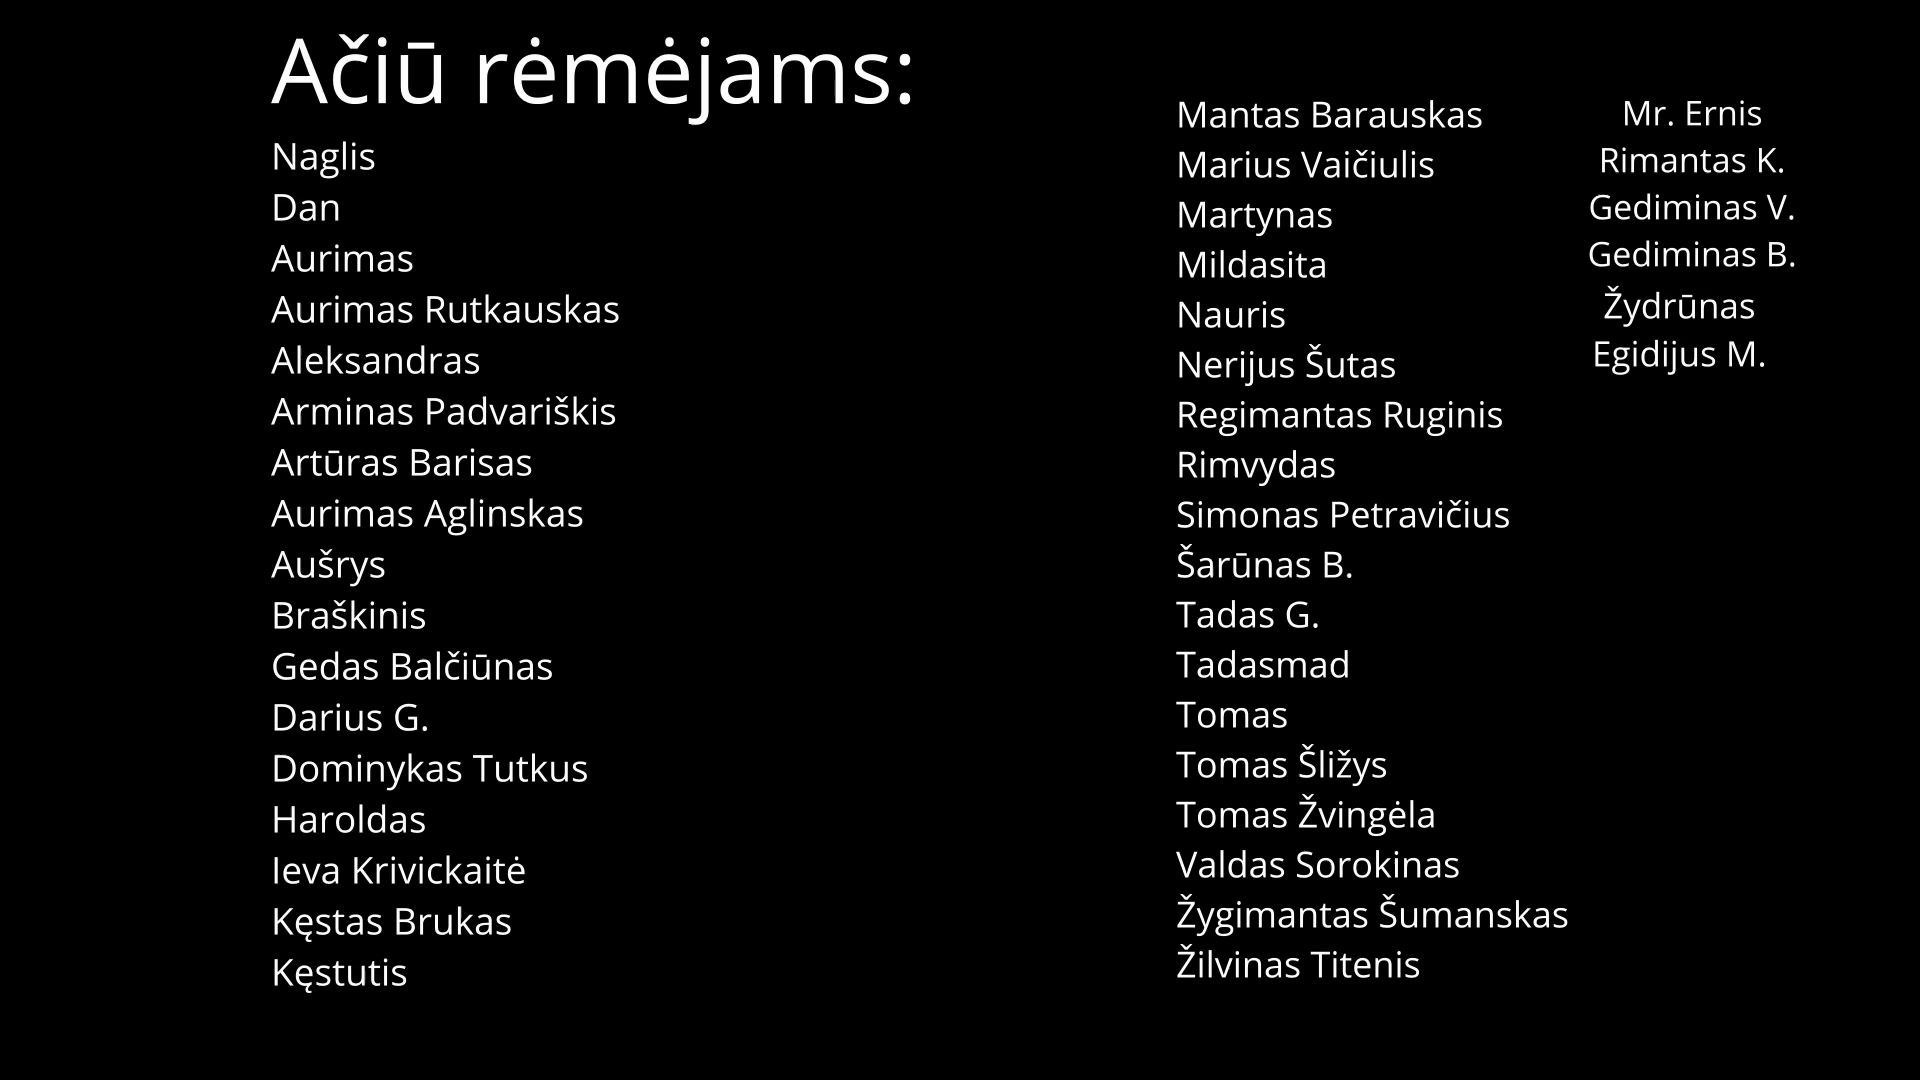 Ačiū rėmėjams:
Naglis
Dan
Aurimas
Aurimas Rutkauskas
Aleksandras
Arminas Padvariškis
Artūras Barisas
Aurimas Aglinskas
Aušrys
Braškinis
Gedas Balčiūnas
Darius G.
Dominykas Tutkus
Haroldas
Ieva Krivickaitė
Kęstas Brukas
Kęstutis
Mantas Barauskas
Marius Vaičiulis
Martynas
Mildasita
Nauris
Nerijus Šutas
Regimantas Ruginis
Rimvydas
Simonas Petravičius
Šarūnas B.
Tadas G.
Tadasmad
Tomas
Tomas Šližys
Tomas Žvingėla
Valdas Sorokinas
Žygimantas Šumanskas
Žilvinas Titenis
Mr. Ernis
Rimantas K.
Gediminas V.
Gediminas B.
Žydrūnas
Egidijus M.